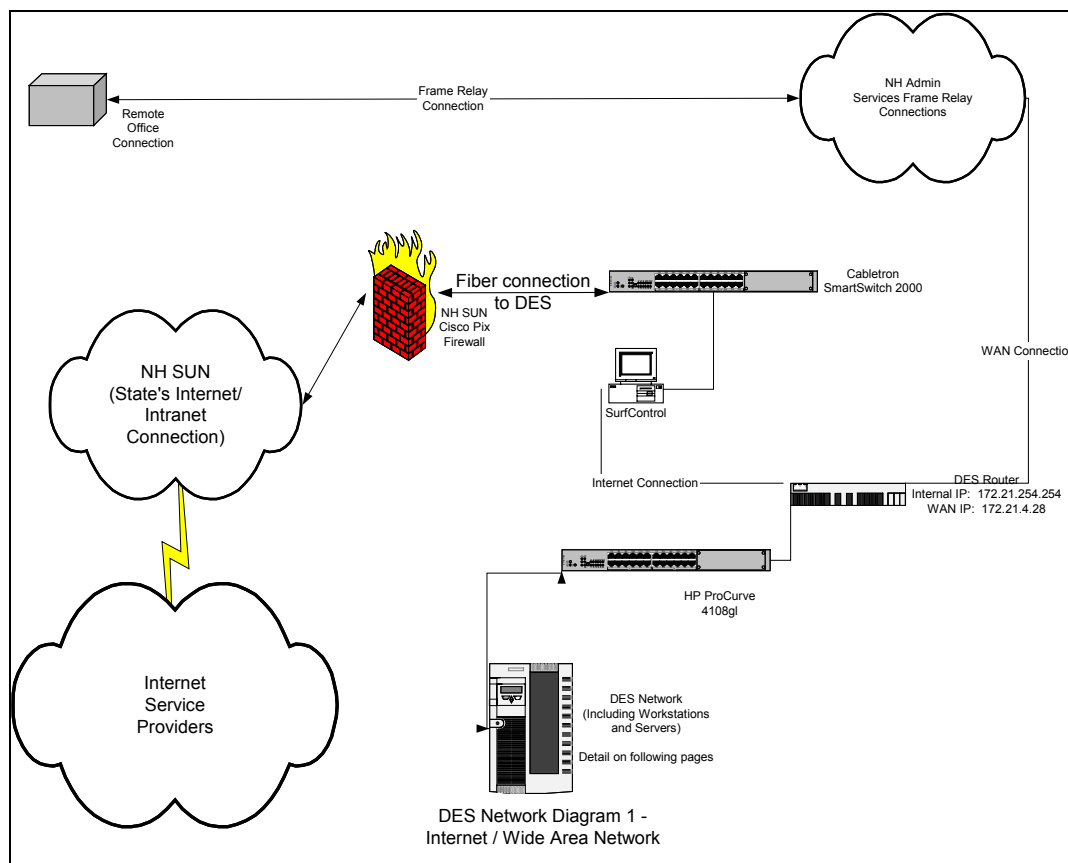 Frame Relay
Connection
Remote
Office
Connection
NH Admin
Services Frame Relay
Connections
Fiber connection
to DES
NH SUN
Cisco Pix
Firewall
Cabletron
SmartSwitch 2000
WAN Connectio
NH SUN
(State's Internet/
Intranet
Connection)
SurfControl
Internet Connection
DES Router
Internal IP: 172.21.254.254
WAN IP: 172.21.4.28
HP ProCurve
4108gl
Internet
Service
Providers
DES Network
(Including Workstations
and Servers)
Detail on following pages
DES Network Diagram 1 -
Internet / Wide Area Network